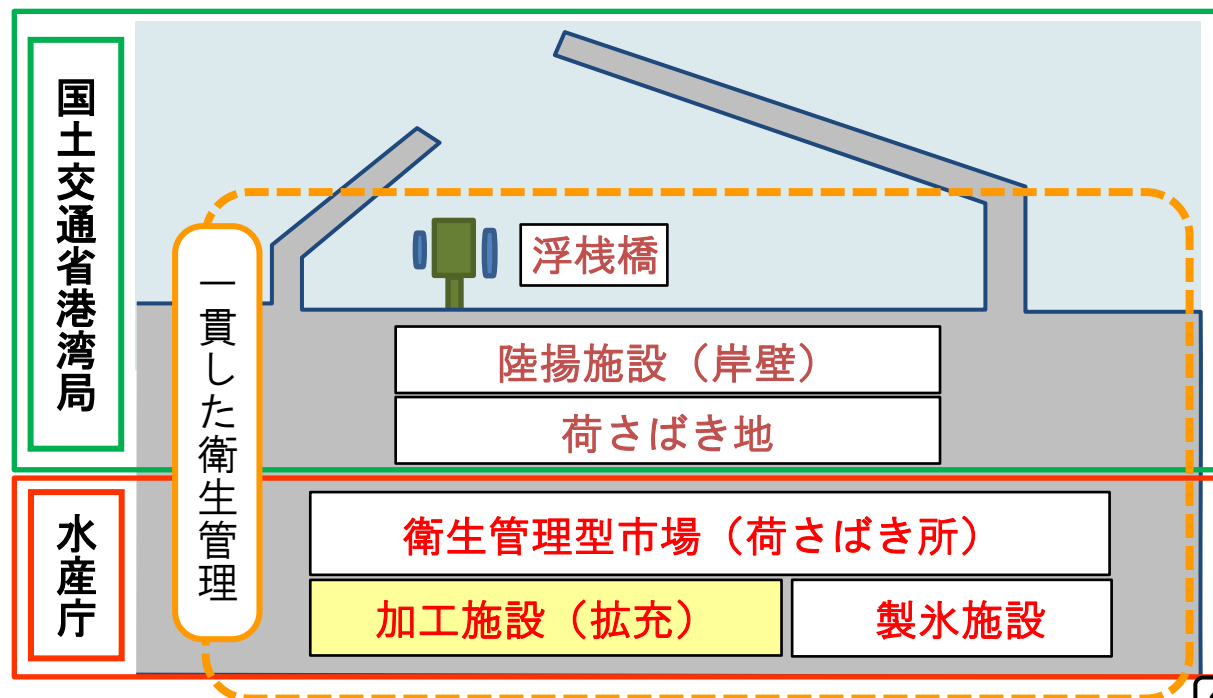 国土交通省港湾局
浮桟橋
一貫した衛生管理
陸揚施設（岸壁）
荷さばき地
水産庁
衛生管理型市場（荷さばき所）
加工施設（拡充）
製氷施設